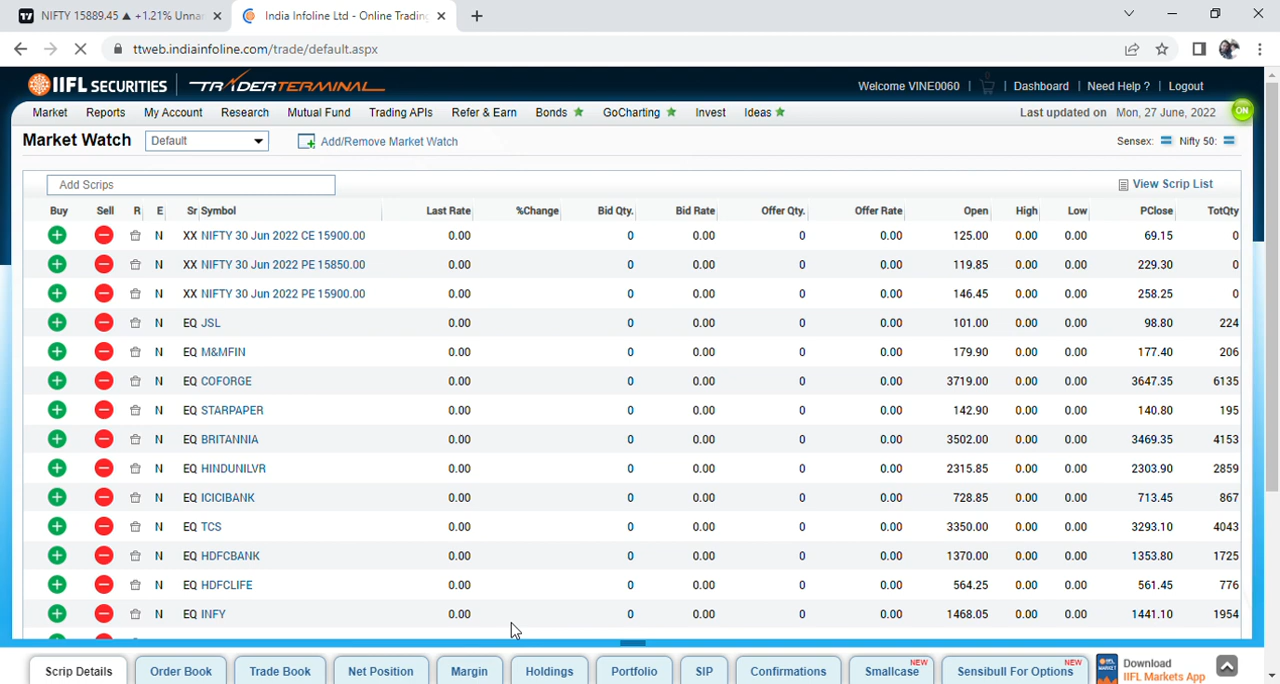 NIFTY 15889.45 ▲ +1.21% Unna
India Infoline Ltd - Online Trading
ttweb.indiainfoline.com/trade/default.aspx
IIFL SECURITIES TRADER TERMINAL
Welcome VINE0060 | 0 | Dashboard | Need Help ? | Logout
Market Reports My Account Research Mutual Fund Trading APIs Refer & Earn Bonds GoCharting Invest Ideas Last updated on Mon, 27 June, 2022 ON
Market Watch Default Add/Remove Market Watch Sensex: Nifty 50:
Add Scrips View Scrip List
Buy Sell R E Sr Symbol Last Rate %Change Bid Qty. Bid Rate Offer Qty. Offer Rate Open High Low PClose TotQty
N XX NIFTY 30 Jun 2022 CE 15900.00 0.00 0 0.00 0 0.00 125.00 0.00 0.00 69.15 0
N XX NIFTY 30 Jun 2022 PE 15850.00 0.00 0 0.00 0 0.00 119.85 0.00 0.00 229.30 0
N XX NIFTY 30 Jun 2022 PE 15900.00 0.00 0 0.00 0 0.00 146.45 0.00 0.00 258.25 0
N EQ JSL 0.00 0 0.00 0 0.00 101.00 0.00 0.00 98.80 224
N EQ M&MFIN 0.00 0 0.00 0 0.00 179.90 0.00 0.00 177.40 206
N EQ COFORGE 0.00 0 0.00 0 0.00 3719.00 0.00 0.00 3647.35 6135
N EQ STARPAPER 0.00 0 0.00 0 0.00 142.90 0.00 0.00 140.80 195
N EQ BRITANNIA 0.00 0 0.00 0 0.00 3502.00 0.00 0.00 3469.35 4153
N EQ HINDUNILVR 0.00 0 0.00 0 0.00 2315.85 0.00 0.00 2303.90 2859
N EQ ICICIBANK 0.00 0 0.00 0 0.00 728.85 0.00 0.00 713.45 867
N EQ TCS 0.00 0 0.00 0 0.00 3350.00 0.00 0.00 3293.10 4043
N EQ HDFCBANK 0.00 0 0.00 0 0.00 1370.00 0.00 0.00 1353.80 1725
N EQ HDFCLIFE 0.00 0 0.00 0 0.00 564.25 0.00 0.00 561.45 776
N EQ INFY 0.00 0 0.00 0 0.00 1468.05 0.00 0.00 1441.10 1954
Scrip Details Order Book Trade Book Net Position Margin Holdings Portfolio SIP Confirmations Smallcase NEW Sensibull For Options NEW Download
IIFL Markets App